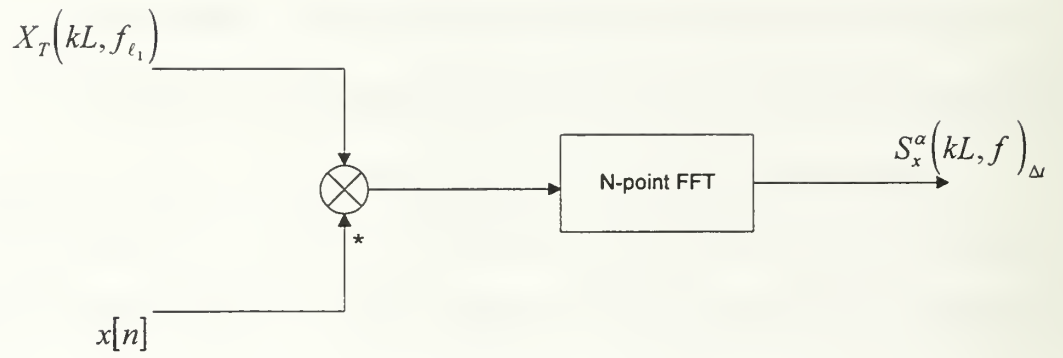 X_T(kL, f_{ℓ_1})
N-point FFT
S_x^α(kL, f)_{Δt}
*
x[n]